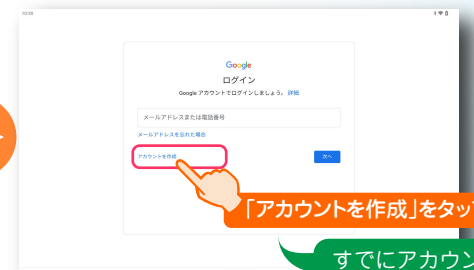 10:35
Google
ログイン
Google アカウントでログインしましょう。 詳細
メールアドレスまたは電話番号
メールアドレスを忘れた場合
アカウントを作成
次へ
「アカウントを作成」をタッ
すでにアカウン